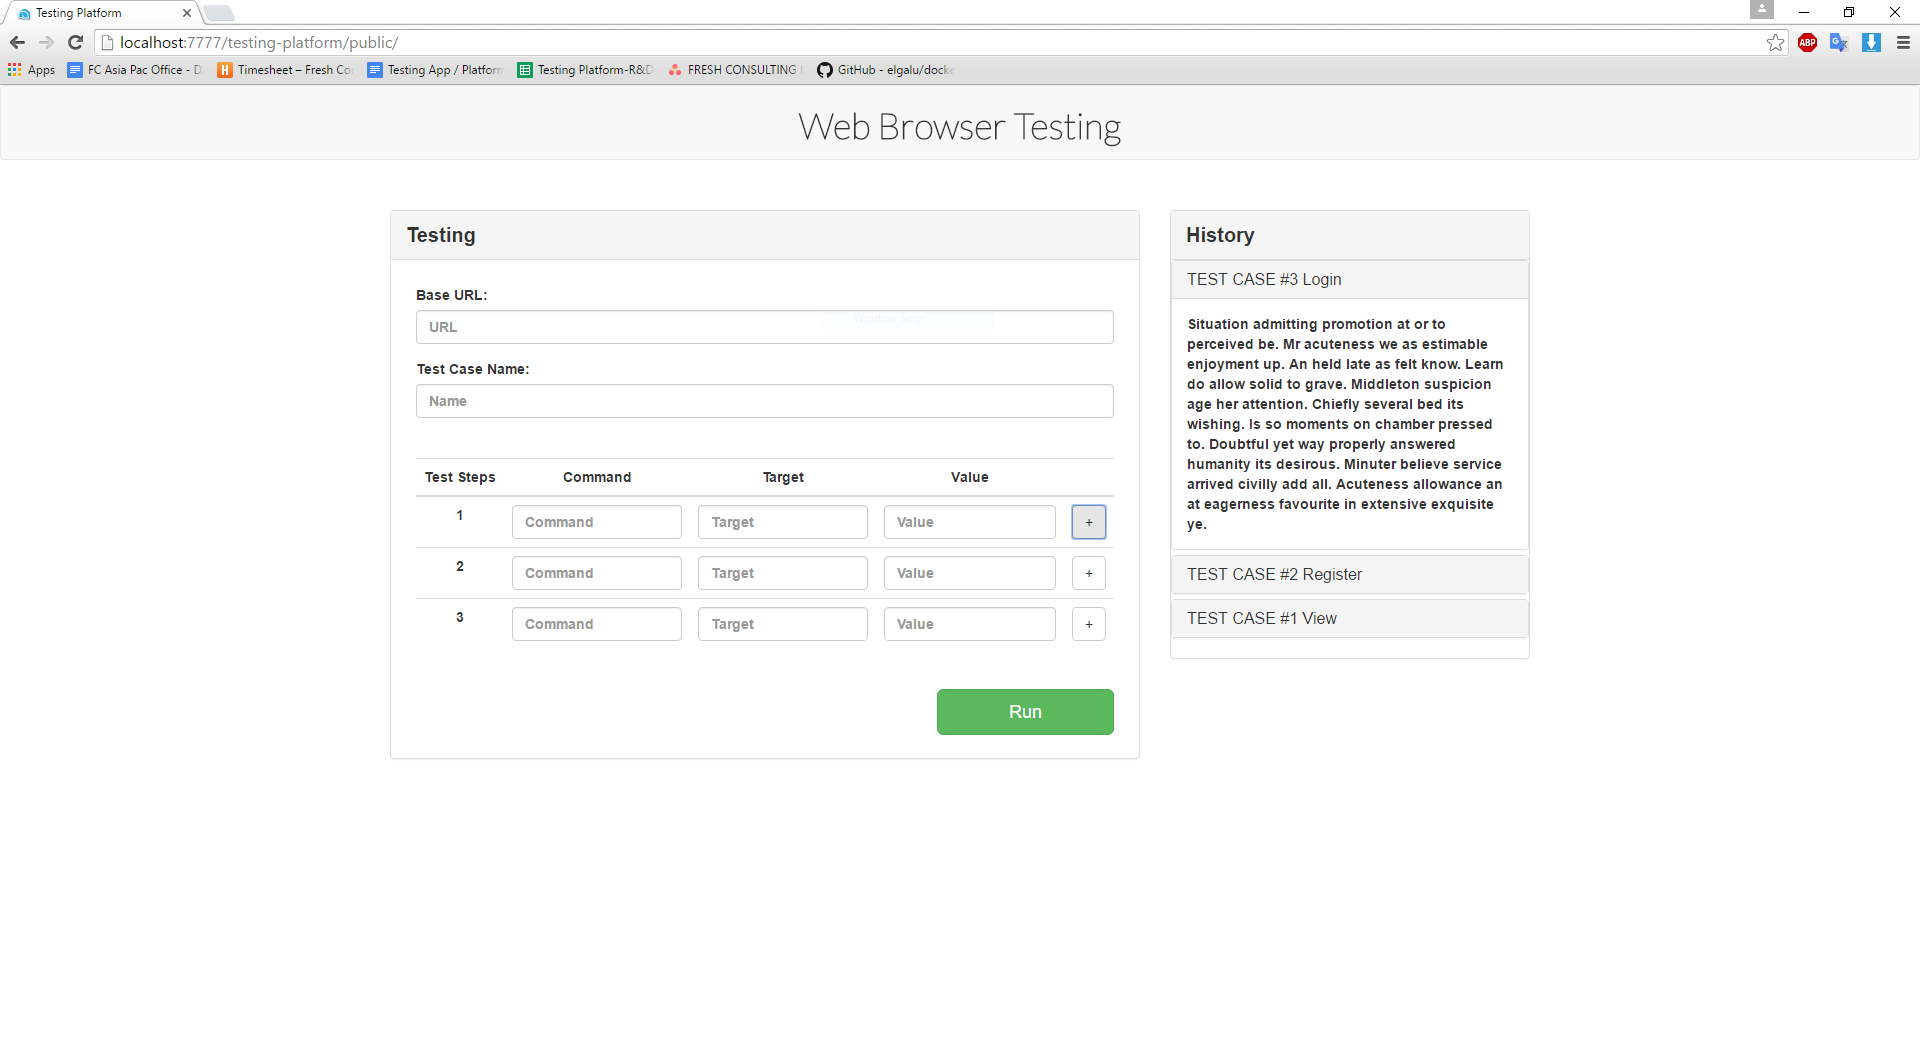 Testing Platform
localhost:7777/testing-platform/public/
ABP
Apps
FC Asia Pac Office - D
Timesheet – Fresh Co
Testing App / Platform
Testing Platform-R&D
FRESH CONSULTING
GitHub - elgalu/docke
Web Browser Testing
Testing
Base URL:
URL
Test Case Name:
Name
Test Steps Command Target Value
1 Command Target Value +
2 Command Target Value +
3 Command Target Value +
Run
History
TEST CASE #3 Login
Situation admitting promotion at or to
perceived be. Mr acuteness we as estimable
enjoyment up. An held late as felt know. Learn
do allow solid to grave. Middleton suspicion
age her attention. Chiefly several bed its
wishing. Is so moments on chamber pressed
to. Doubtful yet way properly answered
humanity its desirous. Minuter believe service
arrived civilly add all. Acuteness allowance an
at eagerness favourite in extensive exquisite
ye.
TEST CASE #2 Register
TEST CASE #1 View